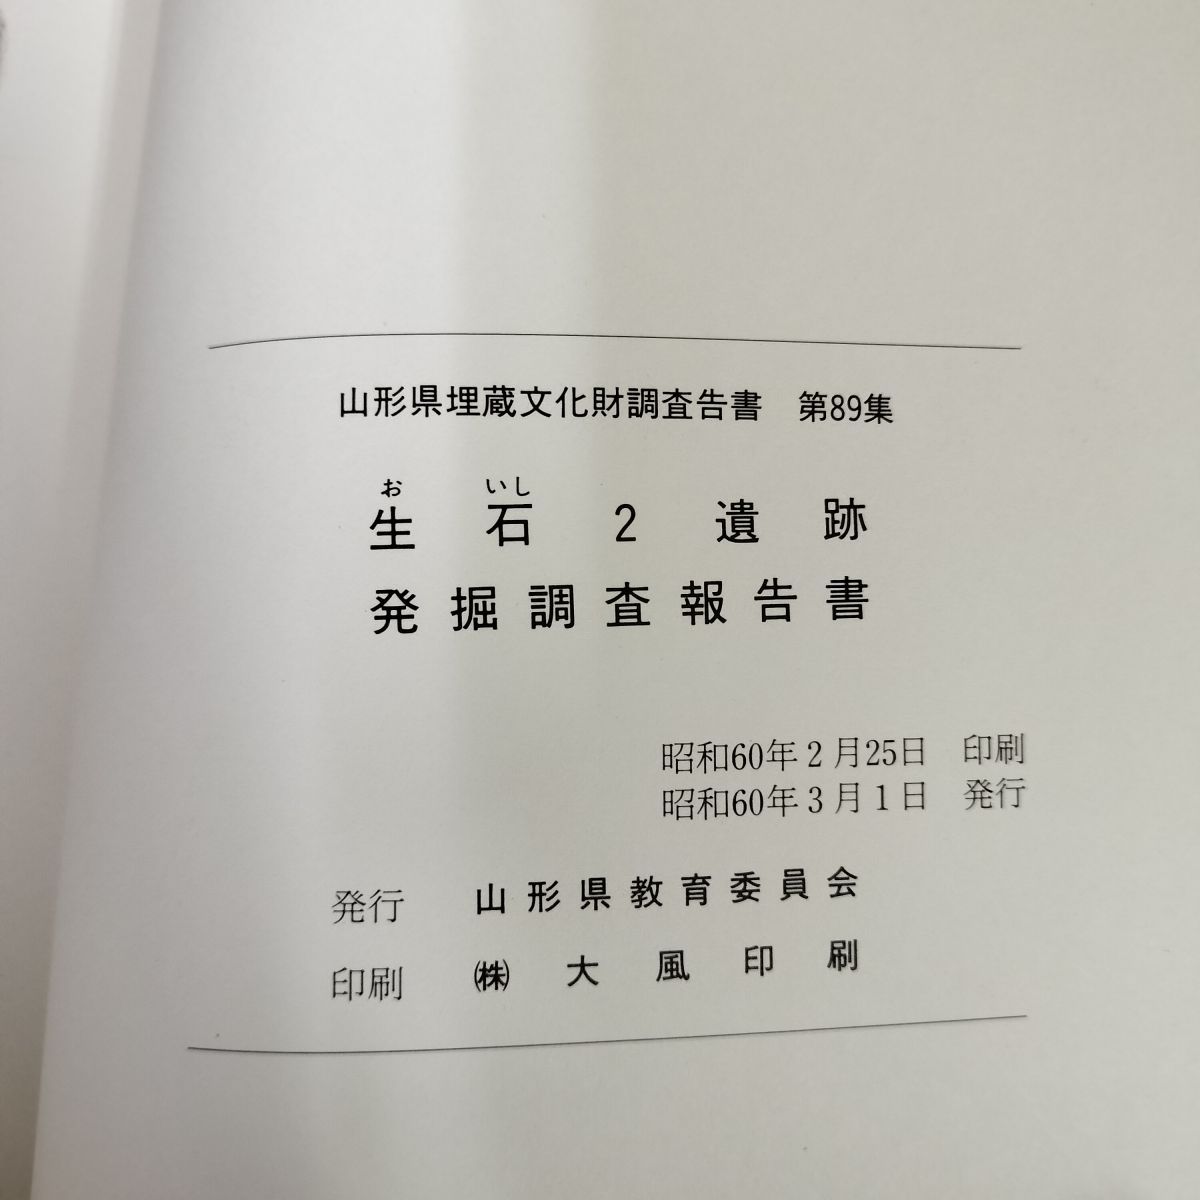 山形県埋蔵文化財調査告書　第89集
お　いし
生石2遺跡
発掘調査報告書
昭和60年2月25日　印刷
昭和60年3月1日　発行
発行　山形県教育委員会
印刷　㈱大風印刷